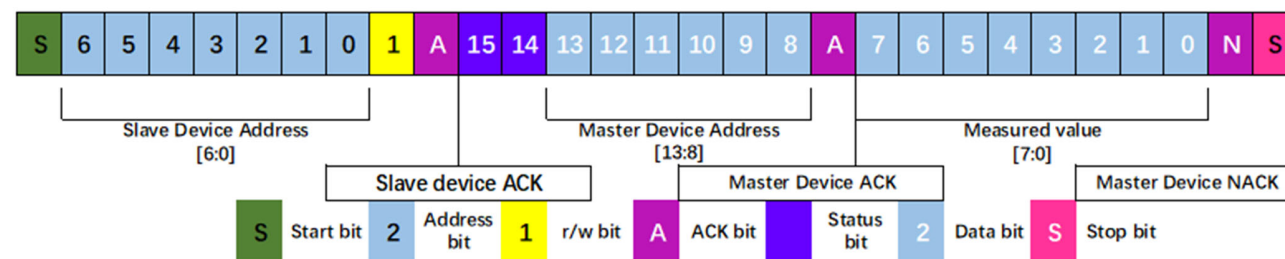 S 6 5 4 3 2 1 0 1 A 15 14 13 12 11 10 9 8 A 7 6 5 4 3 2 1 0 N S
Slave Device Address
[6:0]
Master Device Address
[13:8]
Measured value
[7:0]
Slave device ACK
Master Device ACK
Master Device NACK
S Start bit 2 Address bit 1 r/w bit A ACK bit Status bit 2 Data bit S Stop bit